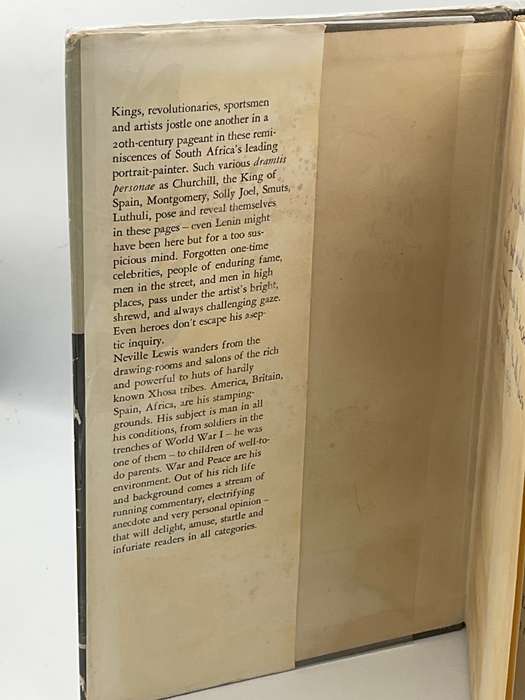 Kings, revolutionaries, sportsmen
and artists jostle one another in a
20th-century pageant in these remi-
niscences of South Africa's leading
portrait-painter. Such various dramtis
personae as Churchill, the King of
Spain, Montgomery, Solly Joel, Smuts,
Luthuli, pose and reveal themselves
in these pages – even Lenin might
have been here but for a too sus-
picious mind. Forgotten one-time
celebrities, people of enduring fame,
men in the street, and men in high
places, pass under the artist's bright,
shrewd, and always challenging gaze.
Even heroes don't escape his asep-
tic inquiry.
Neville Lewis wanders from the
drawing-rooms and salons of the rich
and powerful to huts of hardly
known Xhosa tribes. America, Britain,
Spain, Africa, are his stamping-
grounds. His subject is man in all
his conditions, from soldiers in the
trenches of World War I – he was
one of them – to children of well-to-
do parents. War and Peace are his
environment. Out of his rich life
and background comes a stream of
running commentary, electrifying
anecdote and very personal opinion –
that will delight, amuse, startle and
infuriate readers in all categories.